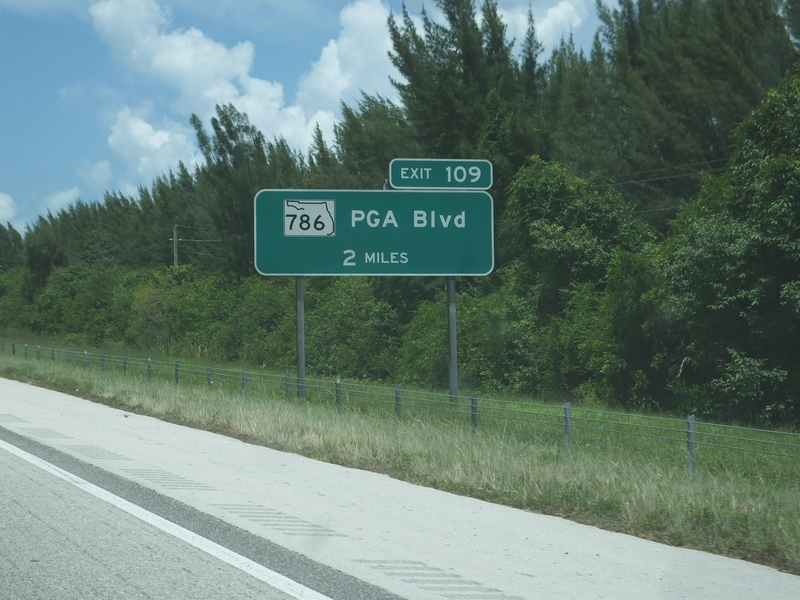 EXIT 109
786 PGA Blvd
2 MILES